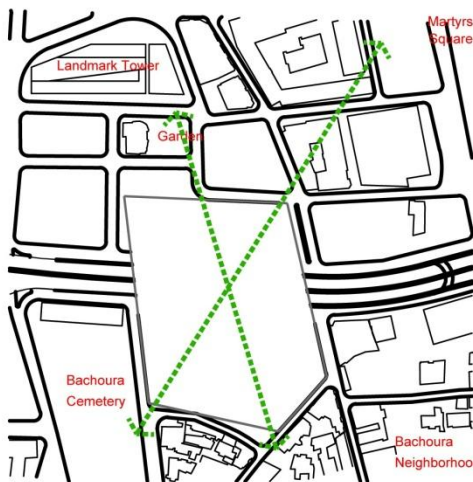 Martyrs
Square
Landmark Tower
Garden
Bachoura
Cemetery
Bachoura
Neighborhoo